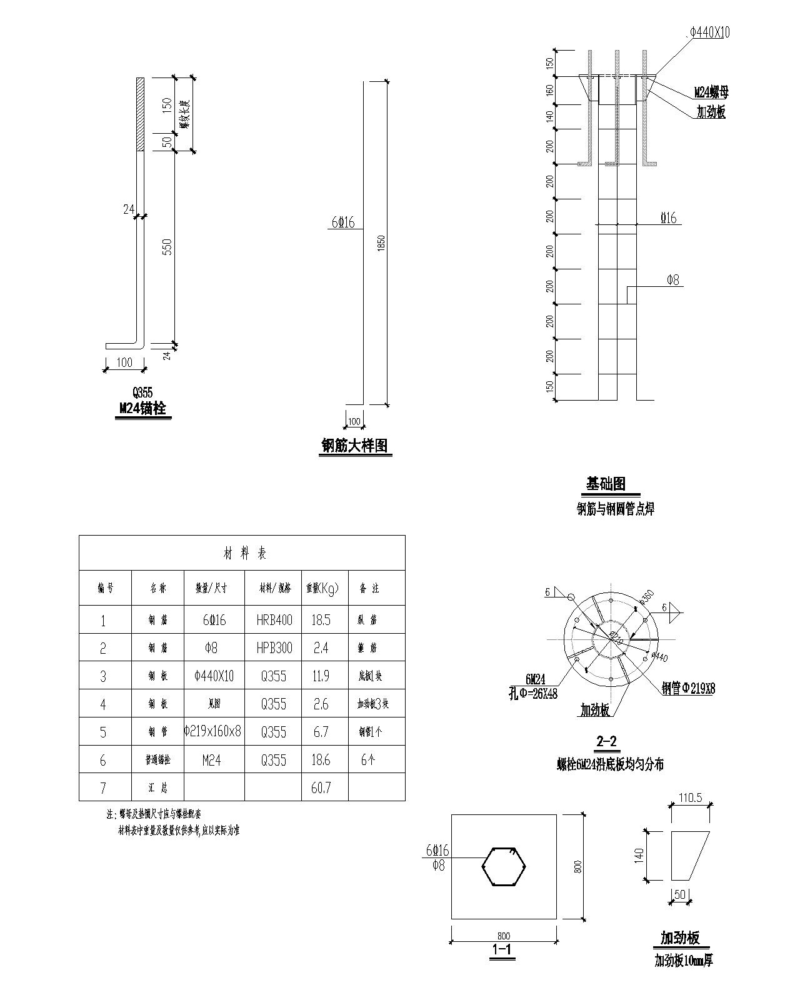 150
螺纹长度
50
24
550
24
100
Q355
M24锚栓
6Φ16
1850
100
钢筋大样图
Φ440X10
M24螺母
加劲板
150
160
140
200
200
200
200
200
200
200
150
Φ16
Φ8
基础图
钢筋与钢圆管点焊
材 料 表
编 号 名 称 数量/尺寸 材料/规格 重量(Kg) 备 注
1 钢 筋 6Φ16 HRB400 18.5 纵 筋
2 钢 筋 Φ8 HPB300 2.4 箍 筋
3 钢 板 Φ440X10 Q355 11.9 底板1块
4 钢 板 见图 Q355 2.6 加劲板3块
5 钢 管 Φ219x160x8 Q355 6.7 钢管1个
6 普通锚栓 M24 Q355 18.6 6个
7 汇 总 60.7
注: 螺母及垫圈尺寸应与螺栓配套
材料表中重量及数量仅供参考,应以实际为准
6
Φ360
6
Φ219
Φ440
6M24
孔Φ=26X48
钢管Φ219X8
加劲板
2-2
螺栓6M24沿底板均匀分布
6Φ16
Φ8
800
800
1-1
110.5
140
50
加劲板
加劲板10mm厚